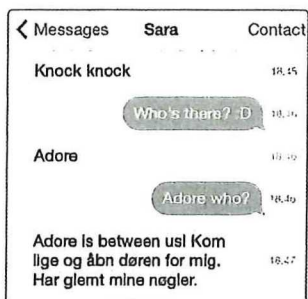 Messages Sara Contact
Knock knock 18.45
Who's there? :D
Adore
Adore who? 18.46
Adore is between us! Kom
lige og åbn døren for mig. 18.47
Har glemt mine nøgler.